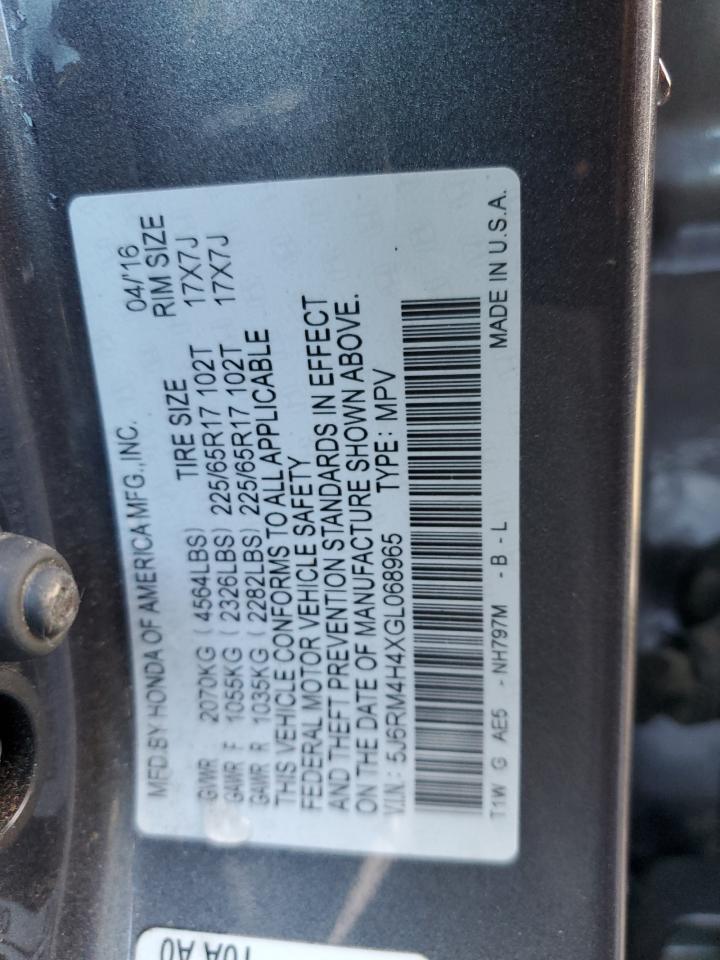 MFD.BY HONDA OF AMERICA MFG.,INC. 04/'16
TIRE SIZE RIM SIZE
GVWR 2070KG (4564LBS)
GAWR F 1055KG (2326LBS) 225/65R17 102T 17X7J
GAWR R 1035KG (2282LBS) 225/65R17 102T 17X7J
THIS VEHICLE CONFORMS TO ALL APPLICABLE
FEDERAL MOTOR VEHICLE SAFETY
AND THEFT PREVENTION STANDARDS IN EFFECT
ON THE DATE OF MANUFACTURE SHOWN ABOVE.
V.I.N.: 5J6RM4H4XGL068965 TYPE: MPV
T1W G AE5 - NH797M - B - L MADE IN U.S.A.